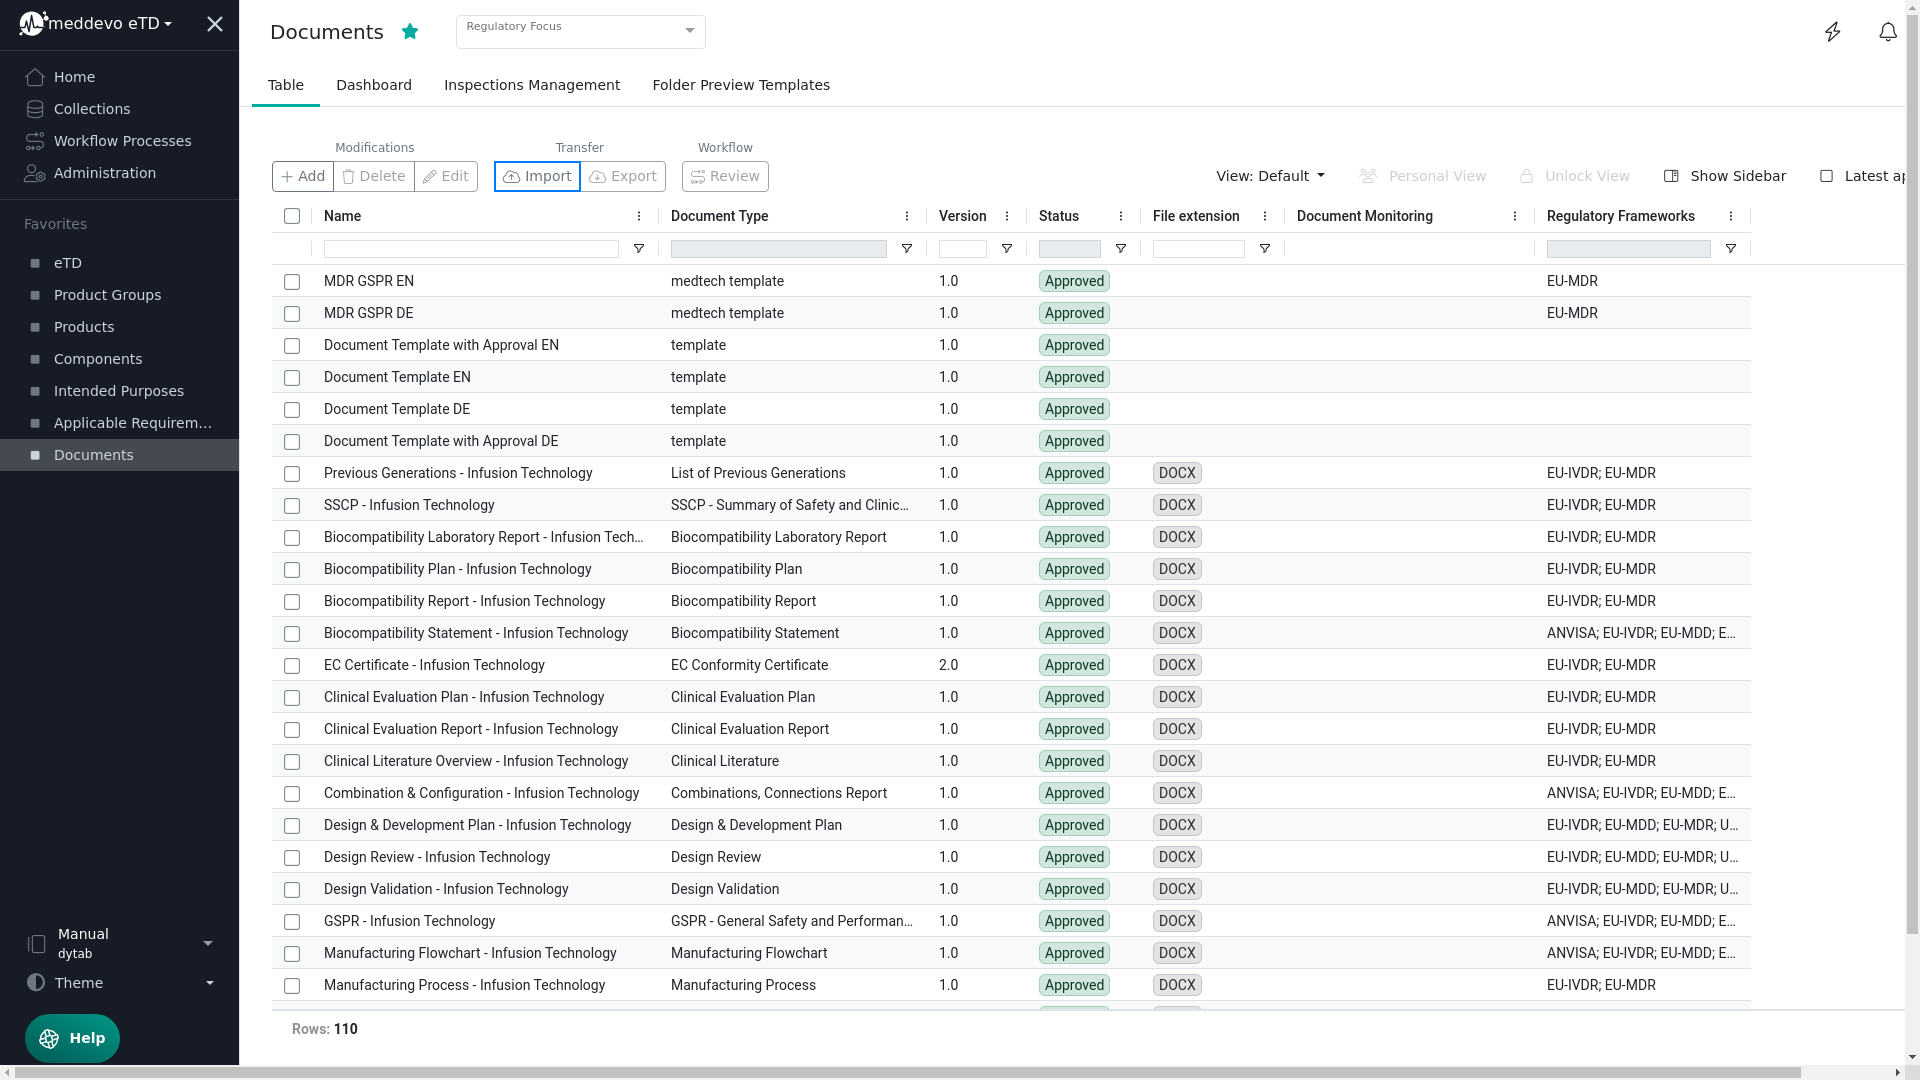 meddevo eTD
Home
Collections
Workflow Processes
Administration
Favorites
eTD
Product Groups
Products
Components
Intended Purposes
Applicable Requirem...
Documents
Manual
dytab
Theme
Help
Documents
Regulatory Focus
Table Dashboard Inspections Management Folder Preview Templates
Modifications Transfer Workflow
Add Delete Edit Import Export Review View: Default Personal View Unlock View Show Sidebar Latest ap
Name Document Type Version Status File extension Document Monitoring Regulatory Frameworks
MDR GSPR EN medtech template 1.0 Approved EU-MDR
MDR GSPR DE medtech template 1.0 Approved EU-MDR
Document Template with Approval EN template 1.0 Approved
Document Template EN template 1.0 Approved
Document Template DE template 1.0 Approved
Document Template with Approval DE template 1.0 Approved
Previous Generations - Infusion Technology List of Previous Generations 1.0 Approved DOCX EU-IVDR; EU-MDR
SSCP - Infusion Technology SSCP - Summary of Safety and Clinic... 1.0 Approved DOCX EU-IVDR; EU-MDR
Biocompatibility Laboratory Report - Infusion Tech... Biocompatibility Laboratory Report 1.0 Approved DOCX EU-IVDR; EU-MDR
Biocompatibility Plan - Infusion Technology Biocompatibility Plan 1.0 Approved DOCX EU-IVDR; EU-MDR
Biocompatibility Report - Infusion Technology Biocompatibility Report 1.0 Approved DOCX EU-IVDR; EU-MDR
Biocompatibility Statement - Infusion Technology Biocompatibility Statement 1.0 Approved DOCX ANVISA; EU-IVDR; EU-MDD; E...
EC Certificate - Infusion Technology EC Conformity Certificate 2.0 Approved DOCX EU-IVDR; EU-MDR
Clinical Evaluation Plan - Infusion Technology Clinical Evaluation Plan 1.0 Approved DOCX EU-IVDR; EU-MDR
Clinical Evaluation Report - Infusion Technology Clinical Evaluation Report 1.0 Approved DOCX EU-IVDR; EU-MDR
Clinical Literature Overview - Infusion Technology Clinical Literature 1.0 Approved DOCX EU-IVDR; EU-MDR
Combination & Configuration - Infusion Technology Combinations, Connections Report 1.0 Approved DOCX ANVISA; EU-IVDR; EU-MDD; E...
Design & Development Plan - Infusion Technology Design & Development Plan 1.0 Approved DOCX EU-IVDR; EU-MDD; EU-MDR; U...
Design Review - Infusion Technology Design Review 1.0 Approved DOCX EU-IVDR; EU-MDD; EU-MDR; U...
Design Validation - Infusion Technology Design Validation 1.0 Approved DOCX EU-IVDR; EU-MDD; EU-MDR; U...
GSPR - Infusion Technology GSPR - General Safety and Performan... 1.0 Approved DOCX ANVISA; EU-IVDR; EU-MDD; E...
Manufacturing Flowchart - Infusion Technology Manufacturing Flowchart 1.0 Approved DOCX ANVISA; EU-IVDR; EU-MDD; E...
Manufacturing Process - Infusion Technology Manufacturing Process 1.0 Approved DOCX EU-IVDR; EU-MDR
Rows: 110